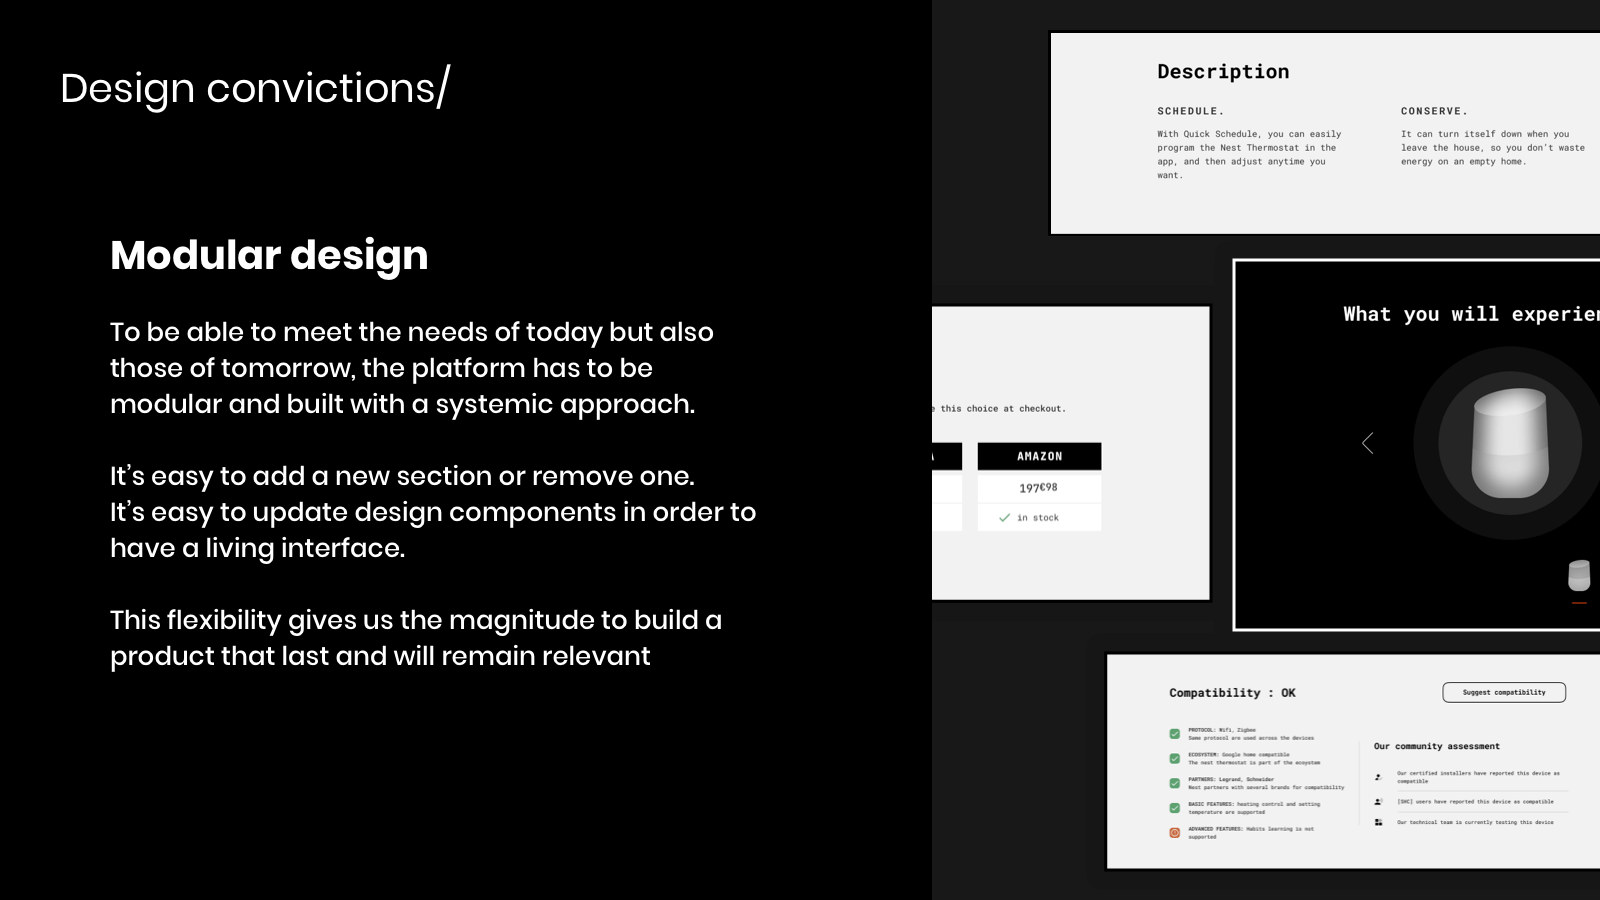 Design convictions/
Modular design
To be able to meet the needs of today but also
those of tomorrow, the platform has to be
modular and built with a systemic approach.
It’s easy to add a new section or remove one.
It’s easy to update design components in order to
have a living interface.
This flexibility gives us the magnitude to build a
product that last and will remain relevant
Description
SCHEDULE.
With Quick Schedule, you can easily
program the Nest Thermostat in the
app, and then adjust anytime you
want.
CONSERVE.
It can turn itself down when you
leave the house, so you don’t waste
energy on an empty home.
e this choice at checkout.
A
AMAZON
197€98
in stock
What you will experien
Compatibility : OK
Suggest compatibility
PROTOCOL: Wifi, Zigbee
Same protocol are used across the devices
ECOSYSTEM: Google home compatible
The nest thermostat is part of the ecosystem
PARTNERS: Legrand, Schneider
Nest partners with several brands for compatibility
BASIC FEATURES: heating control and setting
temperature are supported
ADVANCED FEATURES: Habits learning is not
supported
Our community assessment
Our certified installers have reported this device as
compatible
[SHC] users have reported this device as compatible
Our technical team is currently testing this device